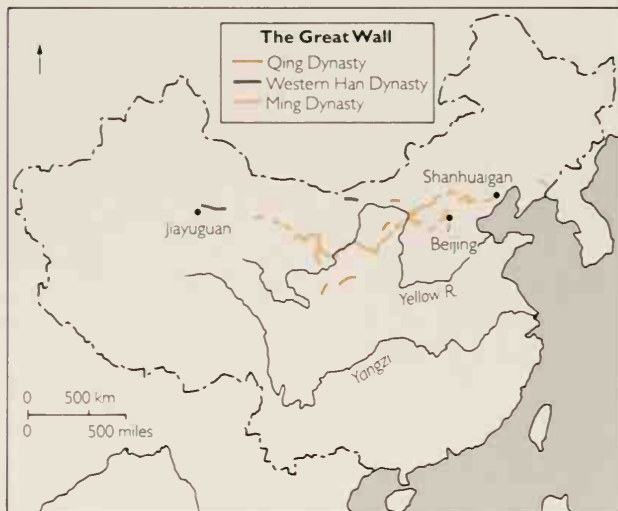 The Great Wall
Qing Dynasty
Western Han Dynasty
Ming Dynasty
Shanhuaigan
Jiayuguan
Beijing
Yellow R.
Yangzi
0 500 km
0 500 miles